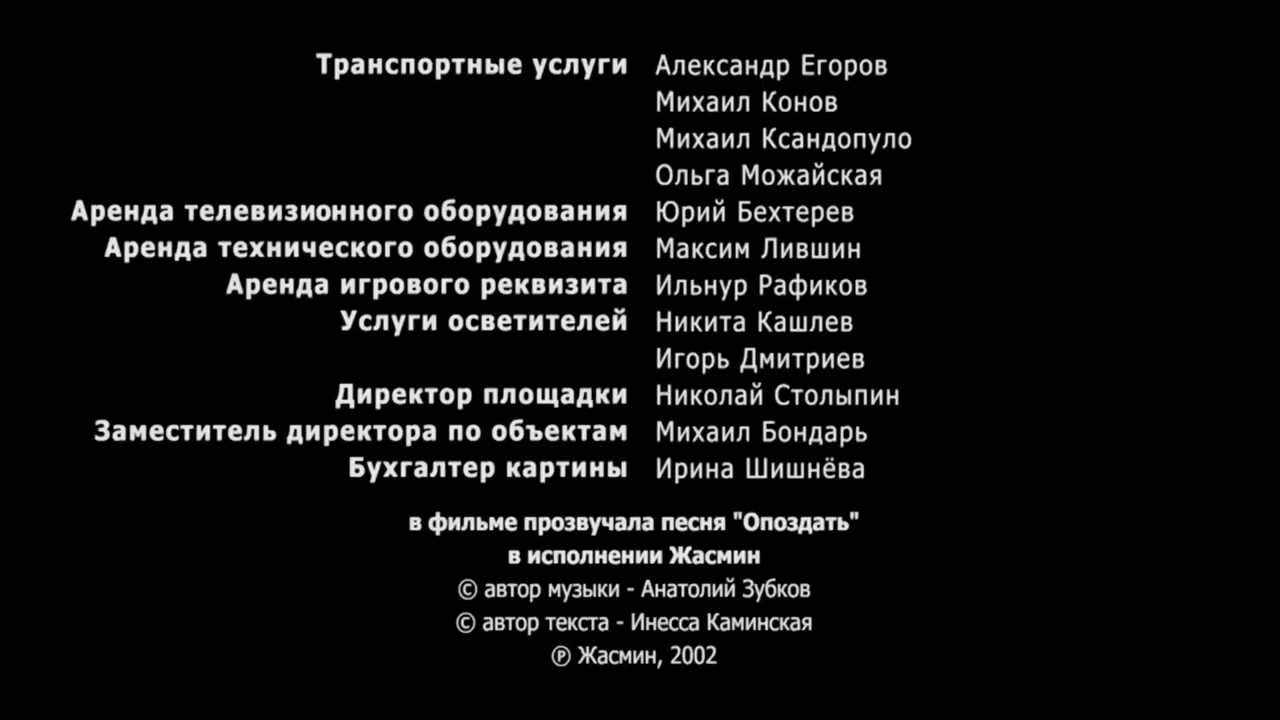 Транспортные услуги Александр Егоров
Михаил Конов
Михаил Ксандопуло
Ольга Можайская
Аренда телевизионного оборудования Юрий Бехтерев
Аренда технического оборудования Максим Лившин
Аренда игрового реквизита Ильнур Рафиков
Услуги осветителей Никита Кашлев
Игорь Дмитриев
Директор площадки Николай Столыпин
Заместитель директора по объектам Михаил Бондарь
Бухгалтер картины Ирина Шишнёва
в фильме прозвучала песня "Опоздать"
в исполнении Жасмин
© автор музыки - Анатолий Зубков
© автор текста - Инесса Каминская
℗ Жасмин, 2002